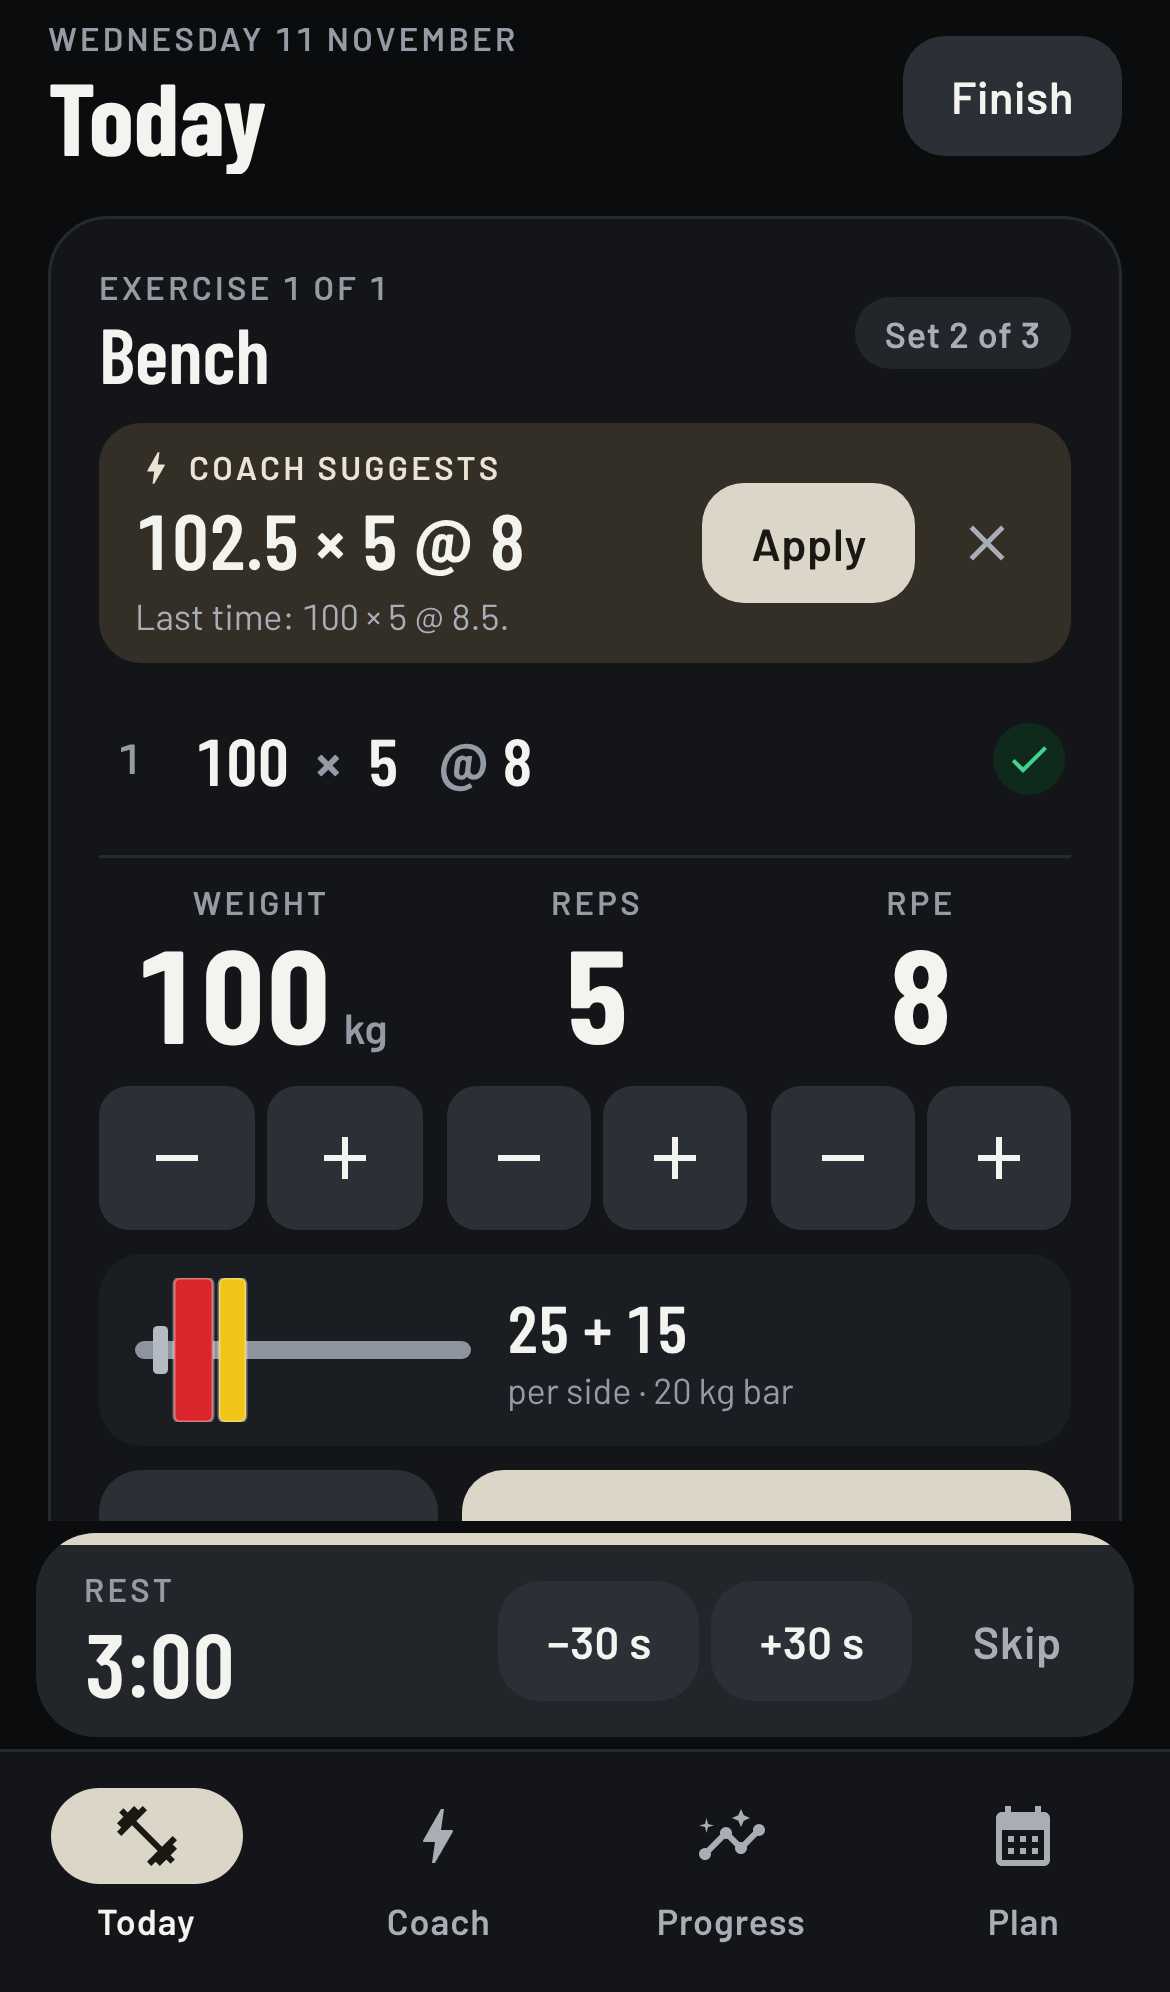 WEDNESDAY 11 NOVEMBER
Today
Finish
EXERCISE 1 OF 1
Bench
Set 2 of 3
COACH SUGGESTS
102.5 × 5 @ 8
Last time: 100 × 5 @ 8.5.
Apply
1 100 × 5 @ 8
WEIGHT REPS RPE
100 kg 5 8
25 + 15
per side · 20 kg bar
REST
3:00
−30 s +30 s Skip
Today Coach Progress Plan